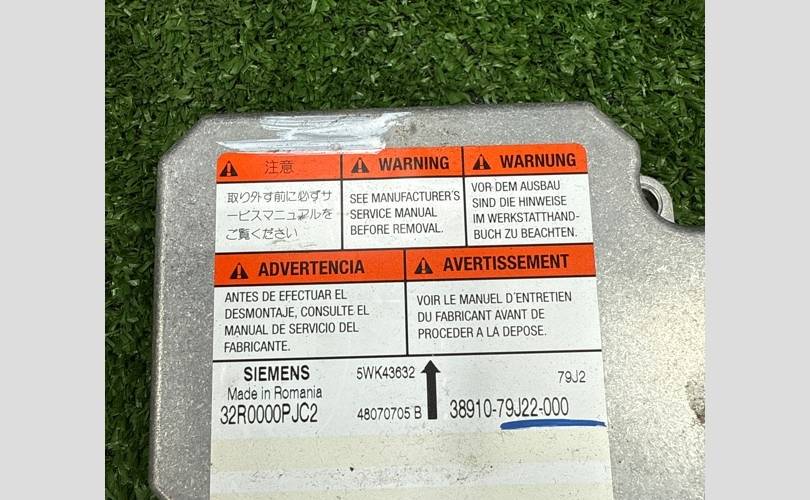 注意
取り外す前に必ずサ
ービスマニュアルを
ご覧ください
WARNING
SEE MANUFACTURER'S
SERVICE MANUAL
BEFORE REMOVAL.
WARNUNG
VOR DEM AUSBAU
SIND DIE HINWEISE
IM WERKSTATTHAND-
BUCH ZU BEACHTEN.
ADVERTENCIA
ANTES DE EFECTUAR EL
DESMONTAJE, CONSULTE EL
MANUAL DE SERVICIO DEL
FABRICANTE.
AVERTISSEMENT
VOIR LE MANUEL D'ENTRETIEN
DU FABRICANT AVANT DE
PROCEDER A LA DEPOSE.
SIEMENS 5WK43632 79J2
Made in Romania
32R0000PJC2 48070705 B 38910-79J22-000